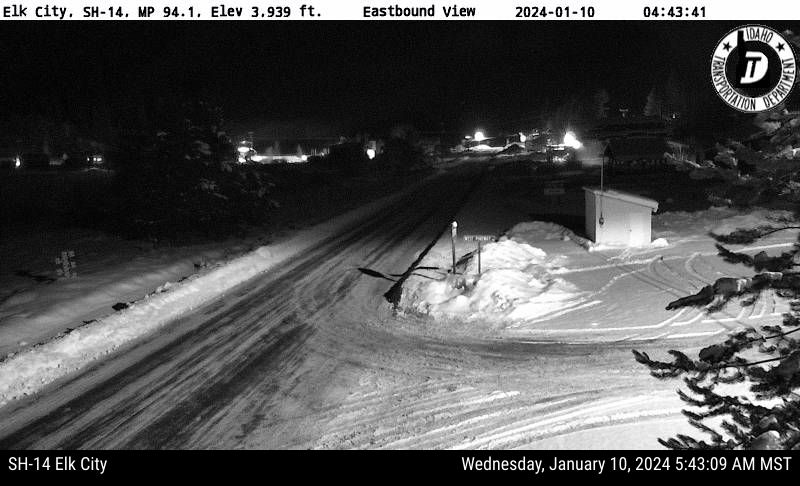 Elk City, SH-14, MP 94.1, Elev 3,939 ft. Eastbound View 2024-01-10 04:43:41
IDAHO TRANSPORTATION DEPARTMENT
SH-14 Elk City Wednesday, January 10, 2024 5:43:09 AM MST